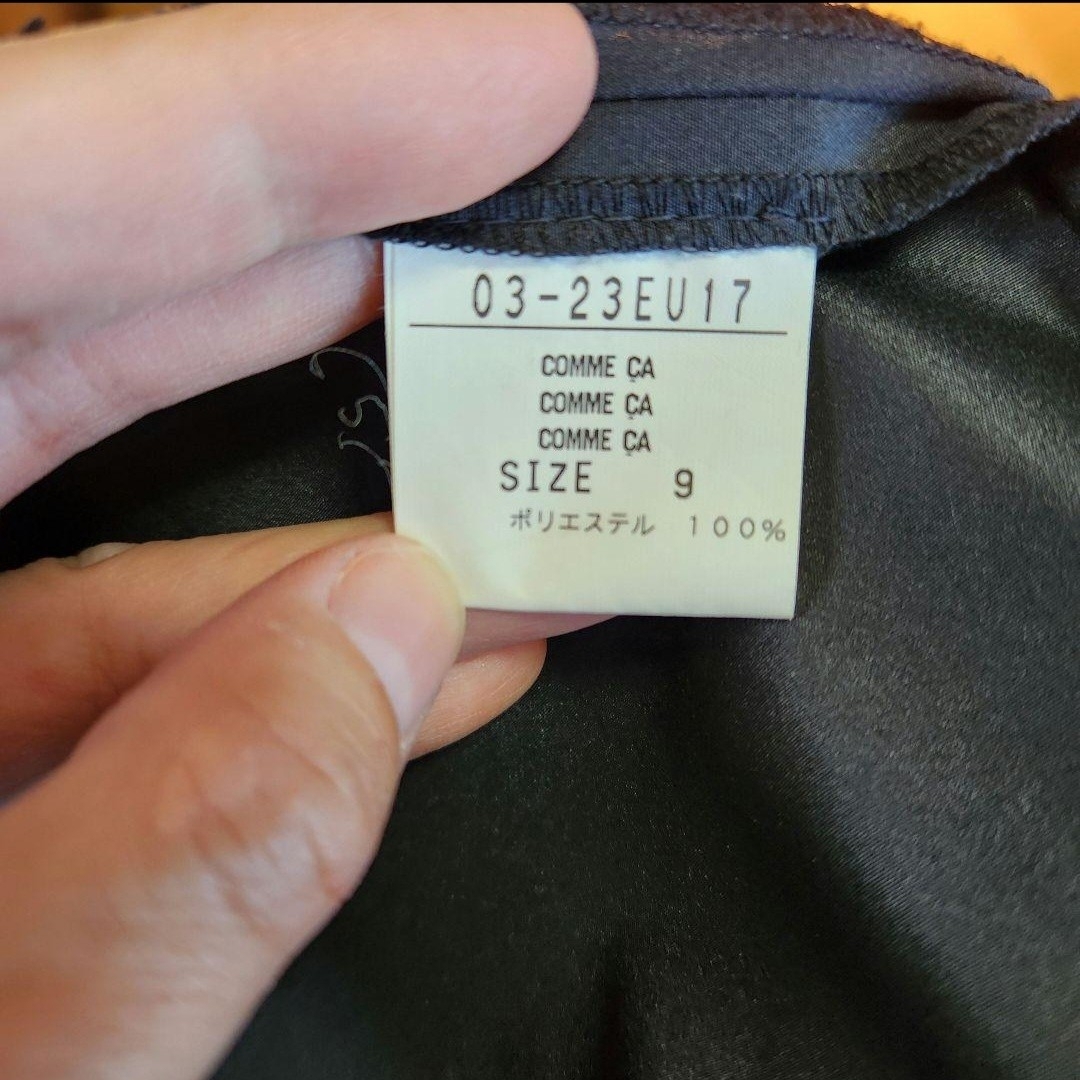 03-23EU17
COMME ÇA
COMME ÇA
COMME ÇA
SIZE 9
ポリエステル 100%